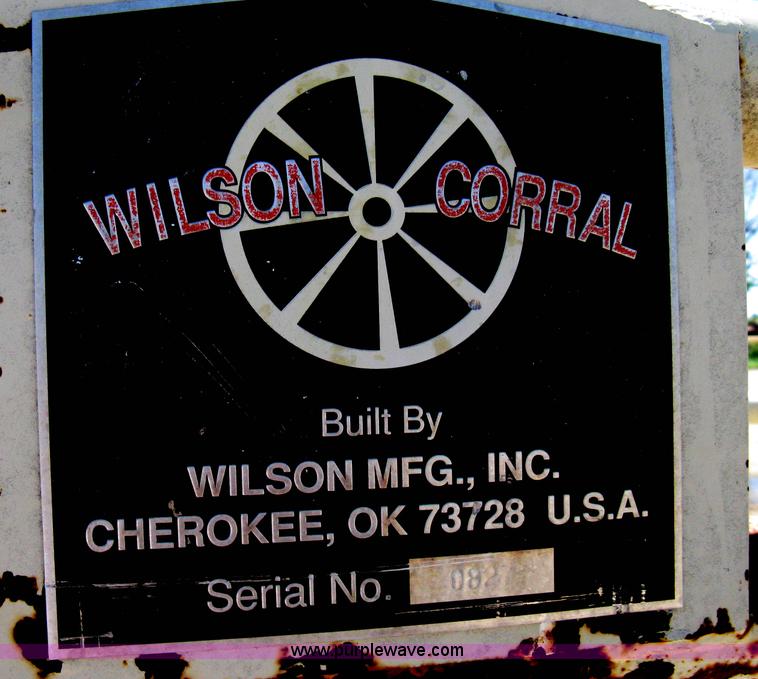 WILSON CORRAL
Built By
WILSON MFG., INC.
CHEROKEE, OK 73728 U.S.A.
Serial No.
www.purplewave.com